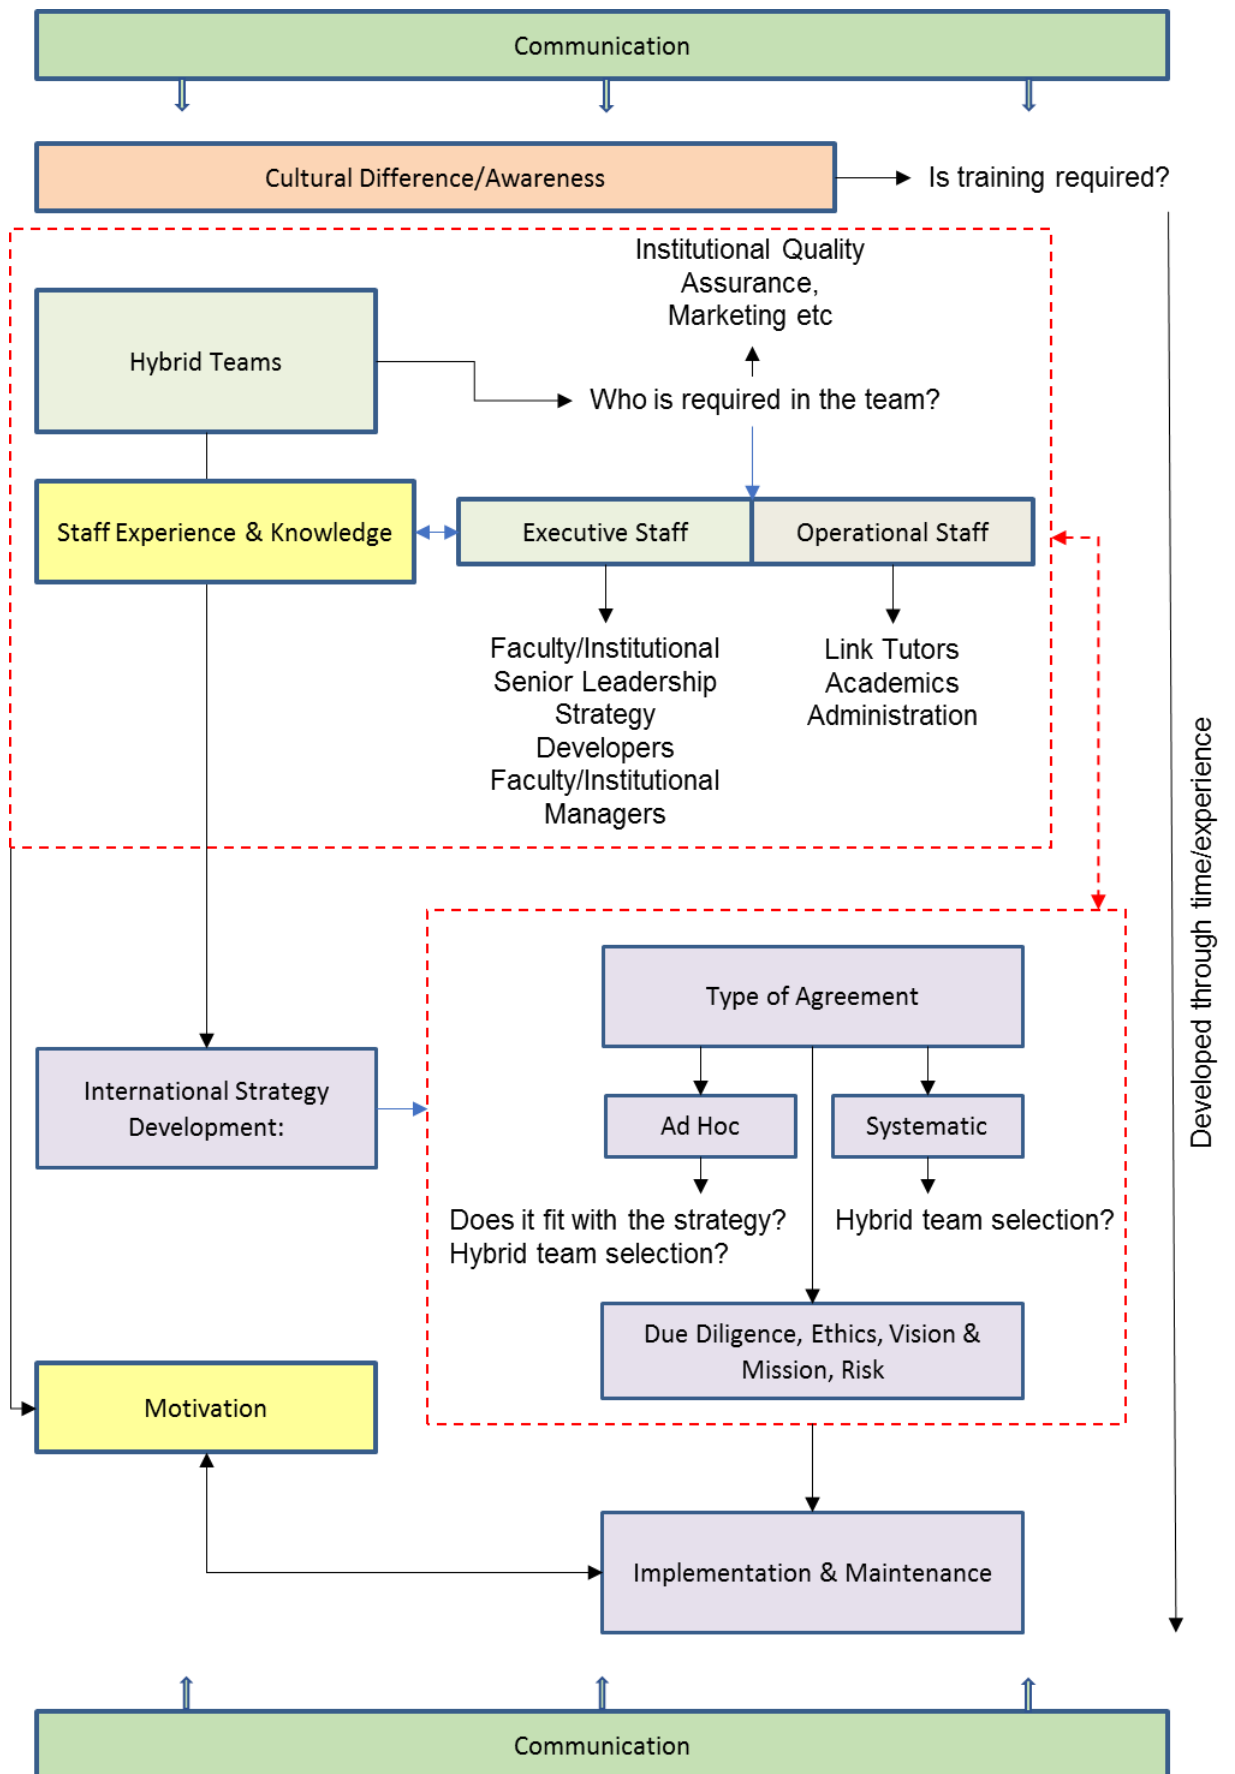 Communication
Cultural Difference/Awareness
Is training required?
Institutional Quality
Assurance,
Marketing etc
Hybrid Teams
Who is required in the team?
Staff Experience & Knowledge
Executive Staff
Operational Staff
Faculty/Institutional
Senior Leadership
Strategy
Developers
Faculty/Institutional
Managers
Link Tutors
Academics
Administration
Developed through time/experience
Type of Agreement
International Strategy
Development:
Ad Hoc
Systematic
Does it fit with the strategy?
Hybrid team selection?
Hybrid team selection?
Due Diligence, Ethics, Vision &
Mission, Risk
Motivation
Implementation & Maintenance
Communication